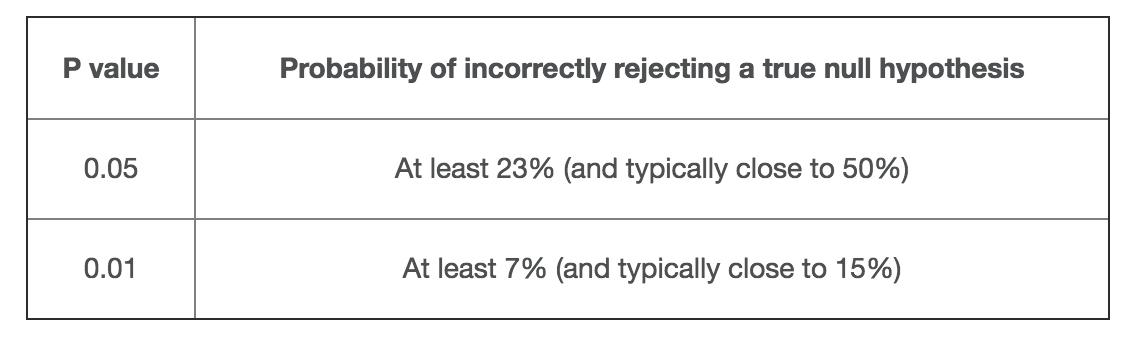 P value
Probability of incorrectly rejecting a true null hypothesis
0.05
At least 23% (and typically close to 50%)
0.01
At least 7% (and typically close to 15%)